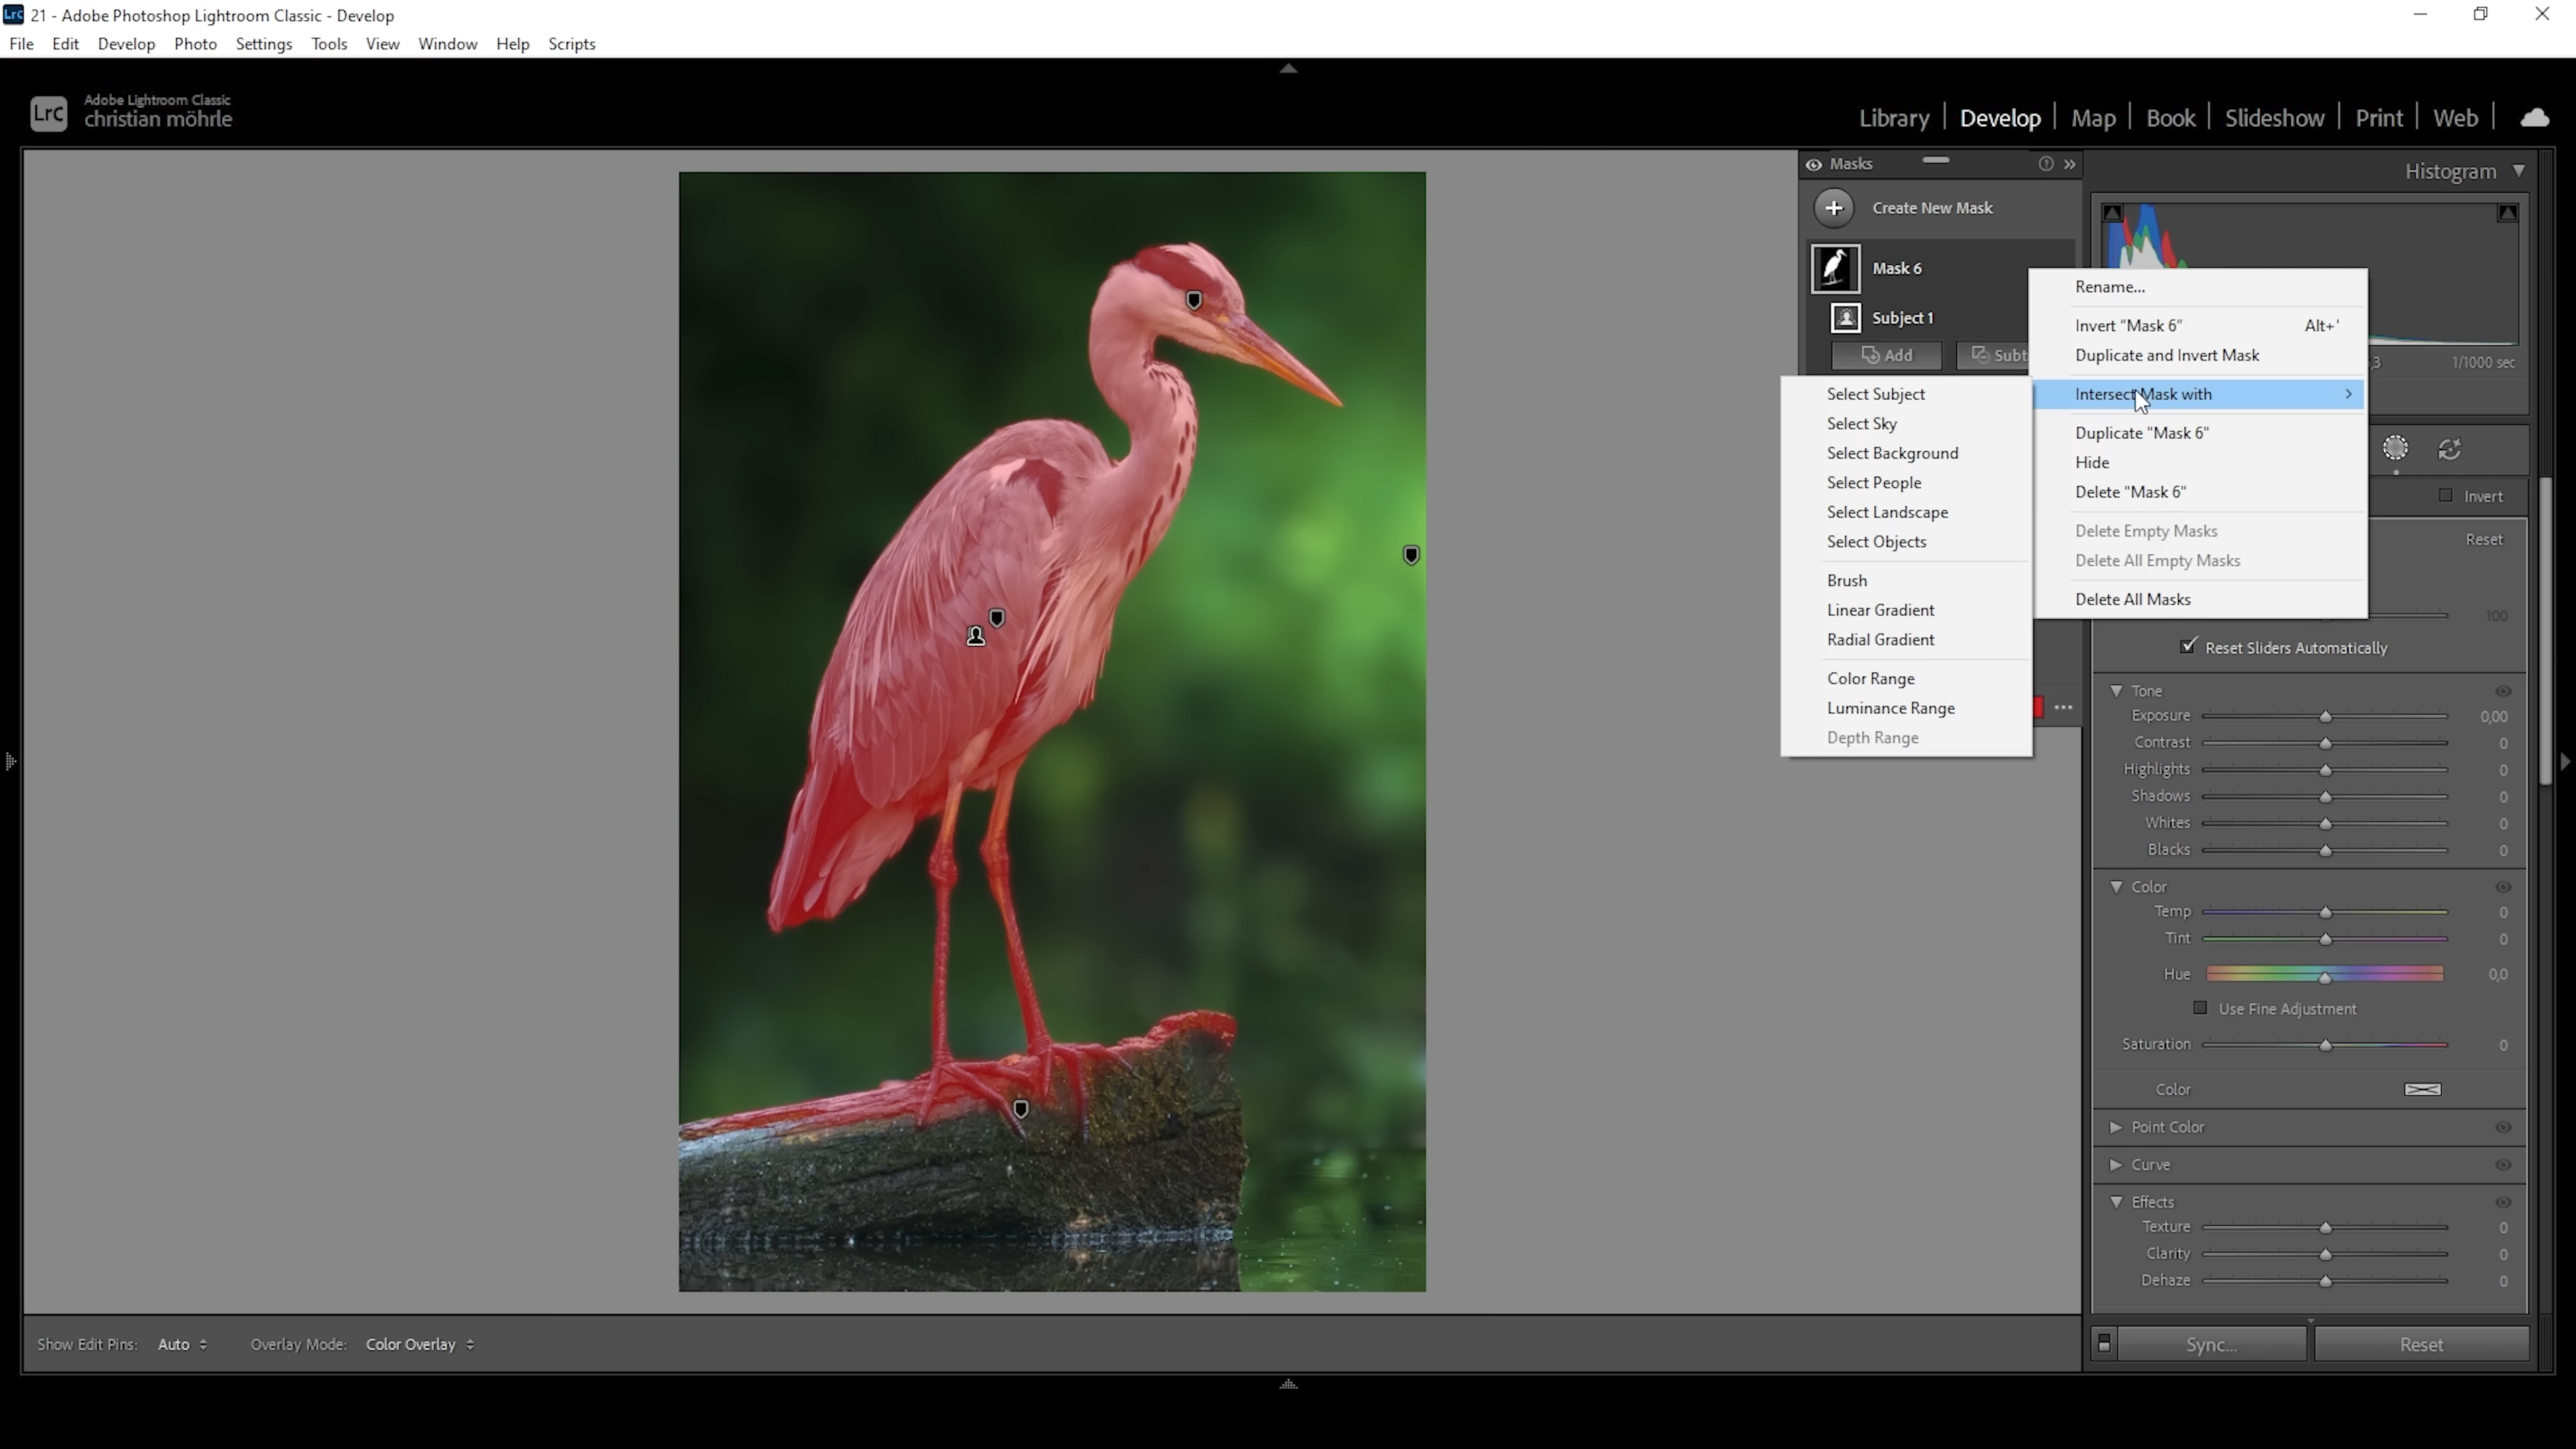 Lrc 21 - Adobe Photoshop Lightroom Classic - Develop
File Edit Develop Photo Settings Tools View Window Help Scripts
Lrc Adobe Lightroom Classic
christian möhrle
Library | Develop | Map | Book | Slideshow | Print | Web |
Masks
Create New Mask
Mask 6
Subject 1
Add
Subt
Histogram
,3 1/1000 sec
Rename...
Invert "Mask 6" Alt+'
Duplicate and Invert Mask
Intersect Mask with
Duplicate "Mask 6"
Hide
Delete "Mask 6"
Delete Empty Masks
Delete All Empty Masks
Delete All Masks
Select Subject
Select Sky
Select Background
Select People
Select Landscape
Select Objects
Brush
Linear Gradient
Radial Gradient
Color Range
Luminance Range
Depth Range
Invert
Reset
100
Reset Sliders Automatically
Tone
Exposure 0,00
Contrast 0
Highlights 0
Shadows 0
Whites 0
Blacks 0
Color
Temp 0
Tint 0
Hue 0,0
Use Fine Adjustment
Saturation 0
Color
Point Color
Curve
Effects
Texture 0
Clarity 0
Dehaze 0
Show Edit Pins: Auto Overlay Mode: Color Overlay
Sync... Reset